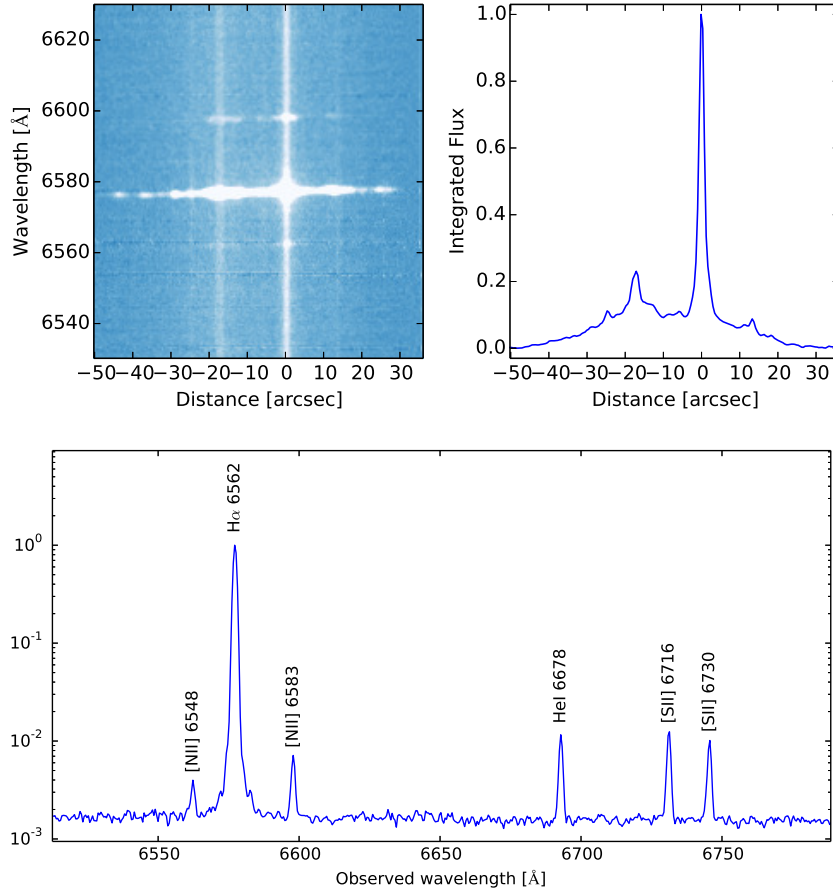 6620
6600
6580
6560
6540
Wavelength [Å]
−50−40−30−20−10 0 10 20 30
Distance [arcsec]
1.0
0.8
0.6
0.4
0.2
0.0
Integrated Flux
−50−40−30−20−10 0 10 20 30
Distance [arcsec]
10⁰
10⁻¹
10⁻²
10⁻³
[NII] 6548
Hα 6562
[NII] 6583
HeI 6678
[SII] 6716
[SII] 6730
6550 6600 6650 6700 6750
Observed wavelength [Å]